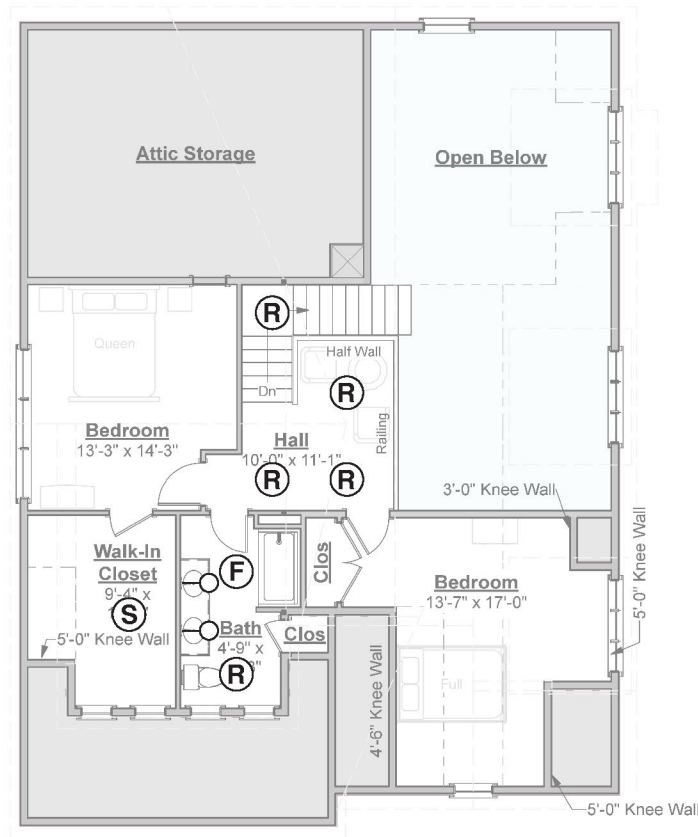 Attic Storage
Open Below
R
Half Wall
Queen
Dn
R
Railing
Bedroom
13'-3" x 14'-3"
Hall
10'-0" x 11'-1"
R
R
3'-0" Knee Wall
5'-0" Knee Wall
Walk-In
Closet
9'-4" x
S
5'-0" Knee Wall
F
Clos
Bedroom
13'-7" x 17'-0"
Bath
4'-9" x
R
Clos
4'-6" Knee Wall
Full
5'-0" Knee Wall